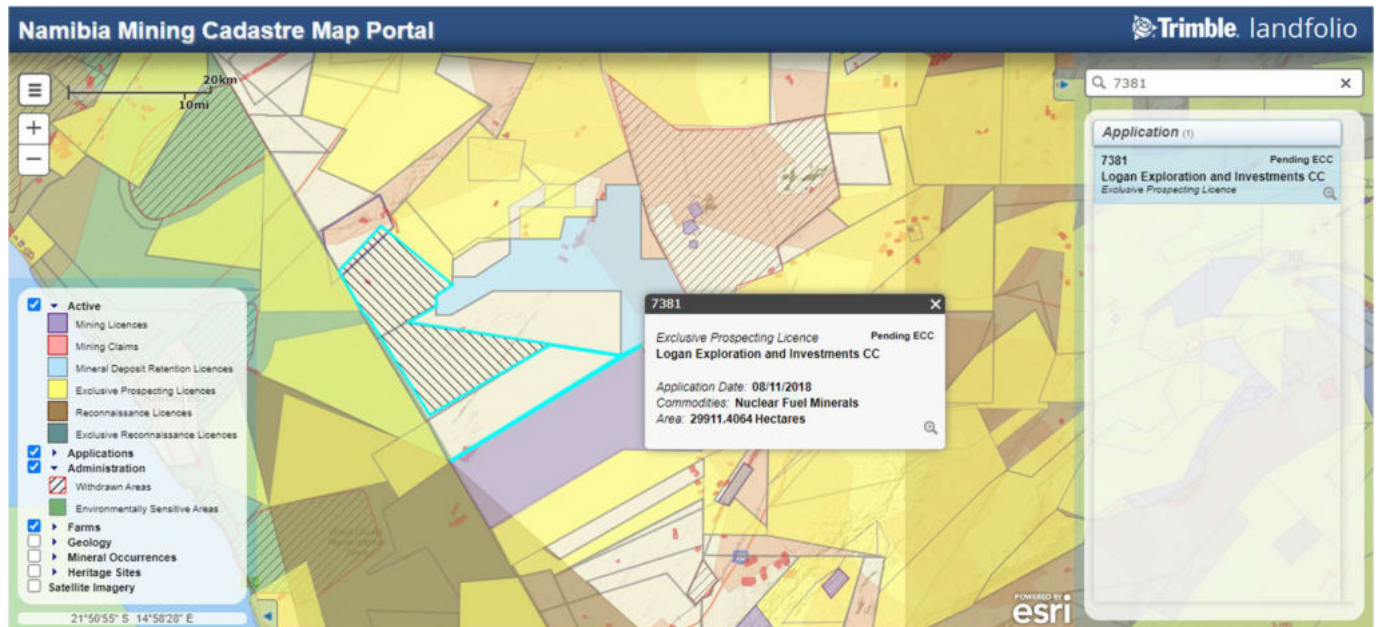 Namibia Mining Cadastre Map Portal
Trimble. landfolio
20km
10mi
+
−
7381
Application (1)
7381 Pending ECC
Logan Exploration and Investments CC
Exclusive Prospecting Licence
7381
Exclusive Prospecting Licence Pending ECC
Logan Exploration and Investments CC
Application Date: 08/11/2018
Commodities: Nuclear Fuel Minerals
Area: 29911.4064 Hectares
Active
Mining Licences
Mining Claims
Mineral Deposit Retention Licences
Exclusive Prospecting Licences
Reconnaissance Licences
Exclusive Reconnaissance Licences
Applications
Administration
Withdrawn Areas
Environmentally Sensitive Areas
Farms
Geology
Mineral Occurrences
Heritage Sites
Satellite Imagery
21°50'55" S 14°58'28" E
POWERED BY
esri